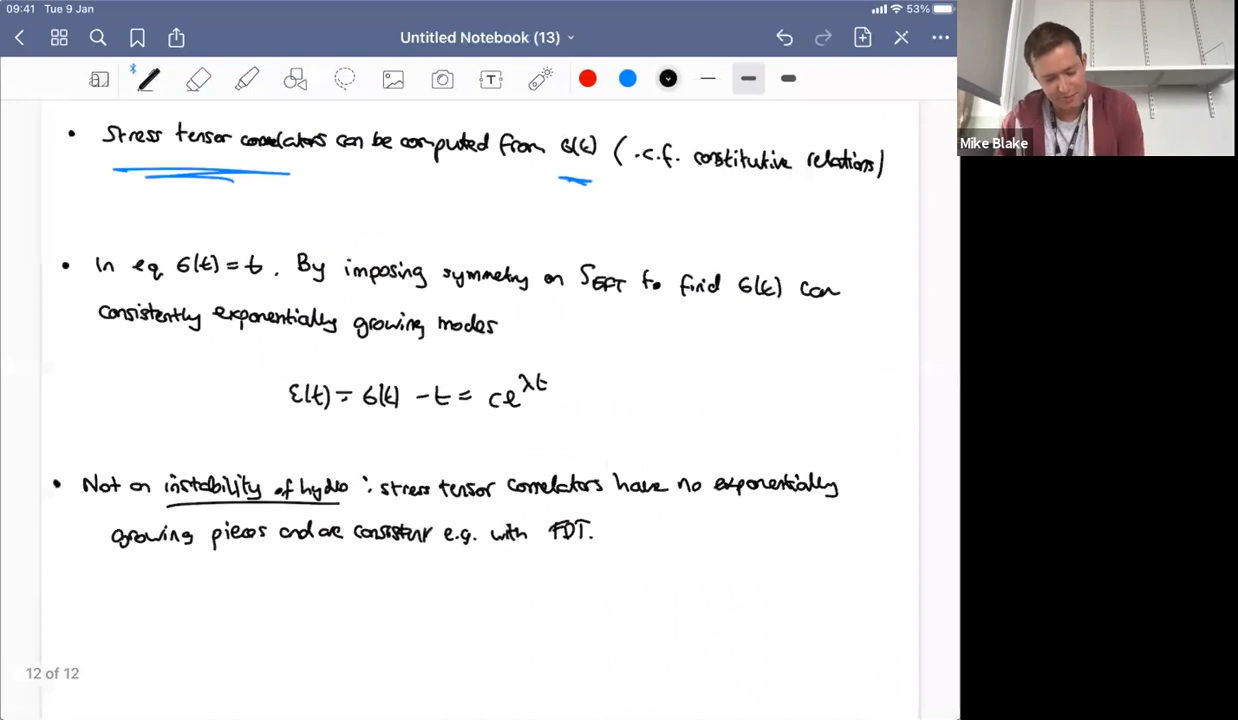 09:41 Tue 9 Jan
53%
Untitled Notebook (13)
Mike Blake
• Stress tensor correlators can be computed from σ(t) ( .c.f. constitutive relations)
• In eq σ(t) = t. By imposing symmetry on S_EFT to find σ(t) can
consistently exponentially growing modes
ε(t) = σ(t) - t = ce^{λt}
• Not an instability of hydro : stress tensor correlators have no exponentially
growing pieces and are consistent e.g. with FDT.
12 of 12